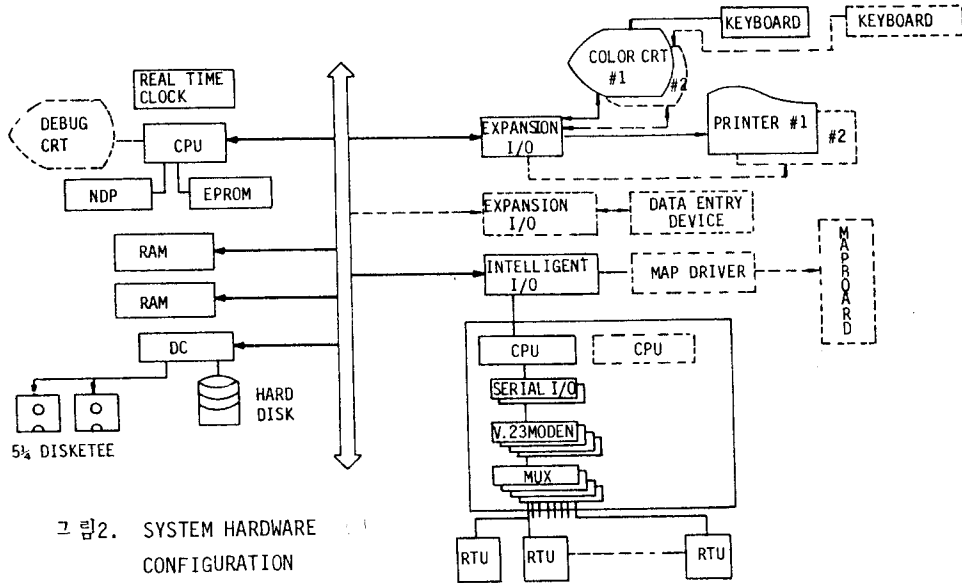 KEYBOARD
KEYBOARD
COLOR CRT
#1
#2
REAL TIME
CLOCK
DEBUG
CRT
CPU
EXPANSION
I/O
PRINTER #1
#2
NDP
EPROM
EXPANSION
I/O
DATA ENTRY
DEVICE
RAM
INTELLIGENT
I/O
MAP DRIVER
MAPBOARD
RAM
DC
CPU
CPU
HARD
DISK
5¼ DISKETEE
SERIAL I/O
V.23MODEN
MUX
그림2. SYSTEM HARDWARE
CONFIGURATION
RTU
RTU
RTU